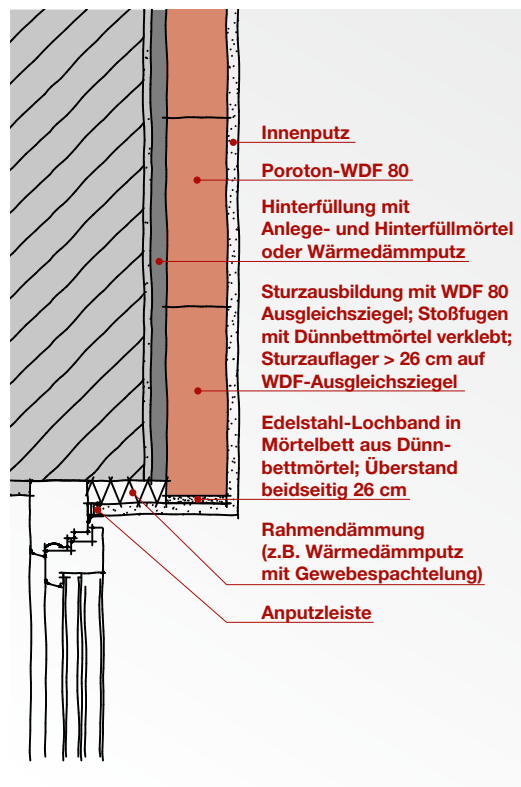 Innenputz
Poroton-WDF 80
Hinterfüllung mit
Anlege- und Hinterfüllmörtel
oder Wärmedämmputz
Sturzausbildung mit WDF 80
Ausgleichsziegel; Stoßfugen
mit Dünnbettmörtel verklebt;
Sturzauflager > 26 cm auf
WDF-Ausgleichsziegel
Edelstahl-Lochband in
Mörtelbett aus Dünn-
bettmörtel; Überstand
beidseitig 26 cm
Rahmendämmung
(z.B. Wärmedämmputz
mit Gewebespachtelung)
Anputzleiste